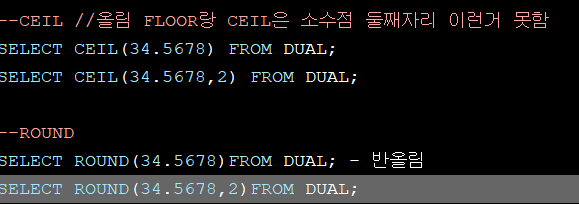 --CEIL //올림 FLOOR랑 CEIL은 소수점 둘째자리 이런거 못함
SELECT CEIL(34.5678) FROM DUAL;
SELECT CEIL(34.5678,2) FROM DUAL;
--ROUND
SELECT ROUND(34.5678)FROM DUAL; - 반올림
SELECT ROUND(34.5678,2)FROM DUAL;